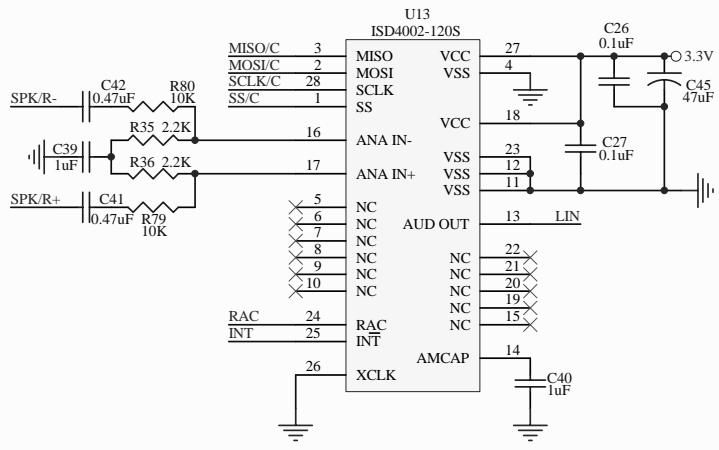 U13
ISD4002-120S
MISO/C 3 MISO VCC 27
MOSI/C 2 MOSI VSS 4
SCLK/C 28 SCLK
SS/C 1 SS
C26
0.1uF
3.3V
C45
47uF
C42
0.47uF
R80
10K
SPK/R-
R35 2.2K
16 ANA IN-
VCC 18
C39
1uF
R36 2.2K
17 ANA IN+
VSS 23
VSS 12
VSS 11
C27
0.1uF
SPK/R+
C41
0.47uF
R79
10K
5 NC
6 NC
7 NC
8 NC
9 NC
10 NC
AUD OUT 13 LIN
NC 22
NC 21
NC 20
NC 19
NC 15
RAC 24 RAC
INT 25 INT
26 XCLK
AMCAP 14
C40
1uF